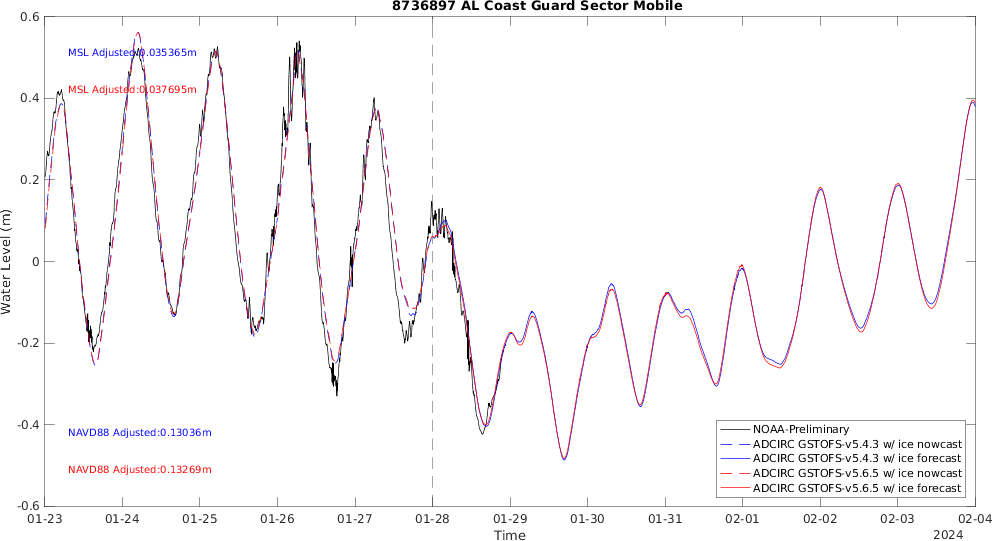 8736897 AL Coast Guard Sector Mobile
0.6
MSL Adjusted:0.035365m
MSL Adjusted:0.037695m
0.4
0.2
0
-0.2
-0.4
-0.6
Water Level (m)
NAVD88 Adjusted:0.13036m
NAVD88 Adjusted:0.13269m
NOAA-Preliminary
ADCIRC GSTOFS-v5.4.3 w/ ice nowcast
ADCIRC GSTOFS-v5.4.3 w/ ice forecast
ADCIRC GSTOFS-v5.6.5 w/ ice nowcast
ADCIRC GSTOFS-v5.6.5 w/ ice forecast
01-23 01-24 01-25 01-26 01-27 01-28 01-29 01-30 01-31 02-01 02-02 02-03 02-04
Time
2024